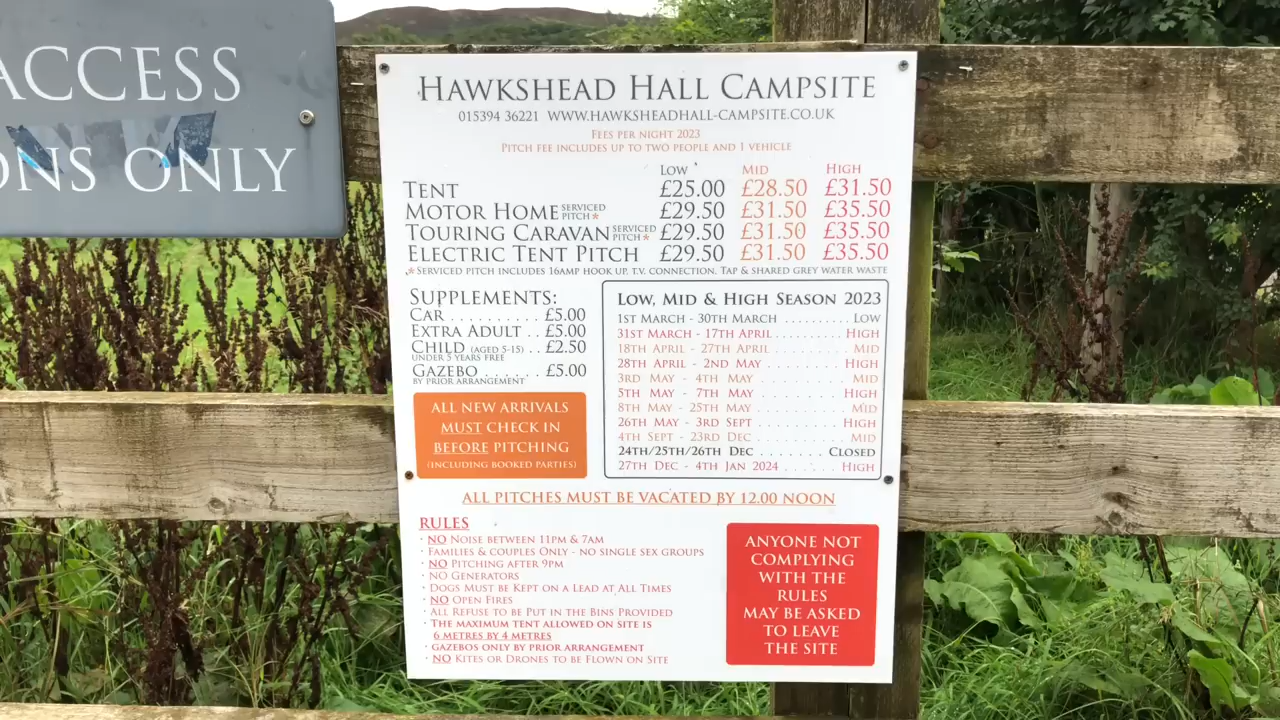 ACCESS
ONS ONLY
HAWKSHEAD HALL CAMPSITE
015394 36221 WWW.HAWKSHEADHALL-CAMPSITE.CO.UK
FEES PER NIGHT 2023
PITCH FEE INCLUDES UP TO TWO PEOPLE AND 1 VEHICLE
LOW MID HIGH
TENT £25.00 £28.50 £31.50
MOTOR HOME SERVICED PITCH * £29.50 £31.50 £35.50
TOURING CARAVAN SERVICED PITCH * £29.50 £31.50 £35.50
ELECTRIC TENT PITCH £29.50 £31.50 £35.50
* SERVICED PITCH INCLUDES 16AMP HOOK UP, T.V. CONNECTION, TAP & SHARED GREY WATER WASTE
SUPPLEMENTS:
CAR .......... £5.00
EXTRA ADULT .. £5.00
CHILD (AGED 5-15) .. £2.50
UNDER 5 YEARS FREE
GAZEBO ...... £5.00
BY PRIOR ARRANGEMENT
ALL NEW ARRIVALS
MUST CHECK IN
BEFORE PITCHING
(INCLUDING BOOKED PARTIES)
LOW, MID & HIGH SEASON 2023
1ST MARCH - 30TH MARCH .......... LOW
31ST MARCH - 17TH APRIL .......... HIGH
18TH APRIL - 27TH APRIL .......... MID
28TH APRIL - 2ND MAY .......... HIGH
3RD MAY - 4TH MAY .......... MID
5TH MAY - 7TH MAY .......... HIGH
8TH MAY - 25TH MAY .......... MID
26TH MAY - 3RD SEPT .......... HIGH
4TH SEPT - 23RD DEC .......... MID
24TH/25TH/26TH DEC ....... CLOSED
27TH DEC - 4TH JAN 2024 ...... HIGH
ALL PITCHES MUST BE VACATED BY 12.00 NOON
RULES
· NO NOISE BETWEEN 11PM & 7AM
· FAMILIES & COUPLES ONLY - NO SINGLE SEX GROUPS
· NO PITCHING AFTER 9PM
· NO GENERATORS
· DOGS MUST BE KEPT ON A LEAD AT ALL TIMES
· NO OPEN FIRES
· ALL REFUSE TO BE PUT IN THE BINS PROVIDED
· THE MAXIMUM TENT ALLOWED ON SITE IS
6 METRES BY 4 METRES
· GAZEBOS ONLY BY PRIOR ARRANGEMENT
· NO KITES OR DRONES TO BE FLOWN ON SITE
ANYONE NOT
COMPLYING
WITH THE
RULES
MAY BE ASKED
TO LEAVE
THE SITE